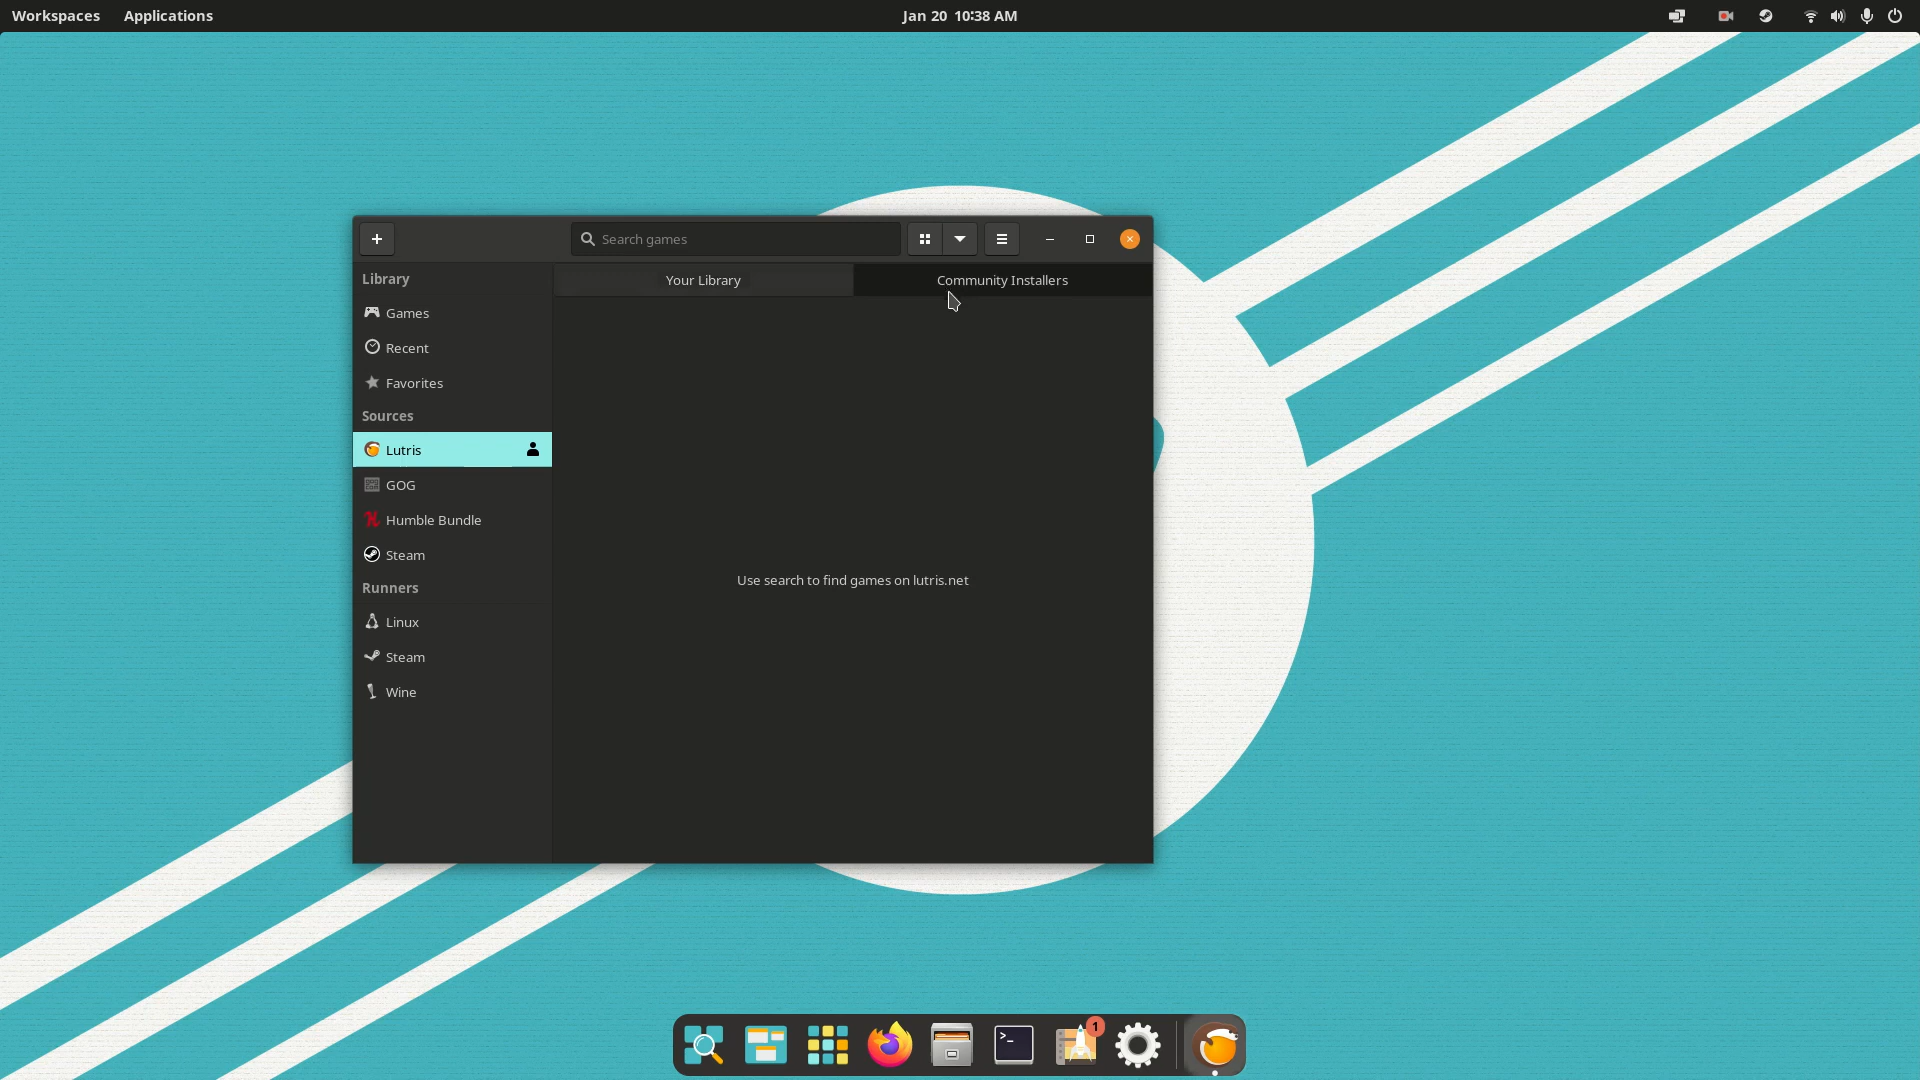 Workspaces Applications Jan 20 10:38 AM
Search games
Library
Your Library Community Installers
Games
Recent
Favorites
Sources
Lutris
GOG
Humble Bundle
Steam
Use search to find games on lutris.net
Runners
Linux
Steam
Wine
>_
1